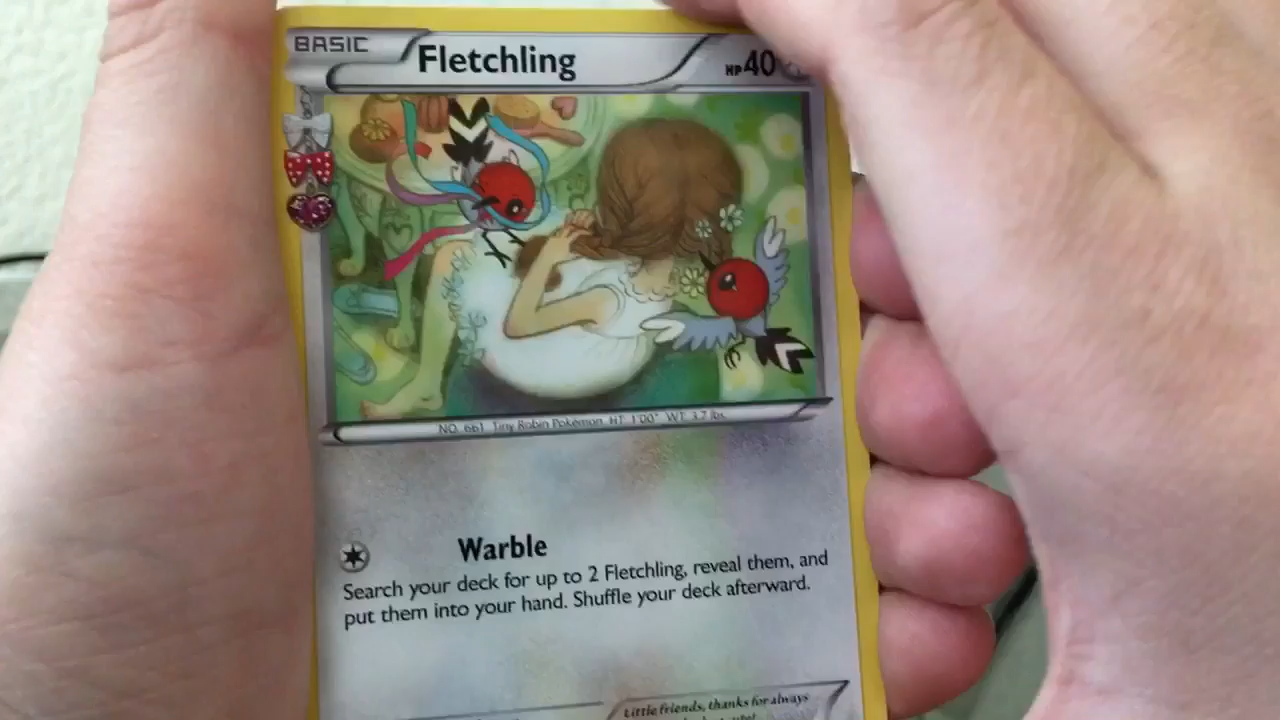 BASIC
Fletchling
HP 40
NO. 661 Tiny Robin Pokémon HT: 1'00" WT: 3.7 lbs.
Warble
Search your deck for up to 2 Fletchling, reveal them, and
put them into your hand. Shuffle your deck afterward.
Little friends, thanks for always